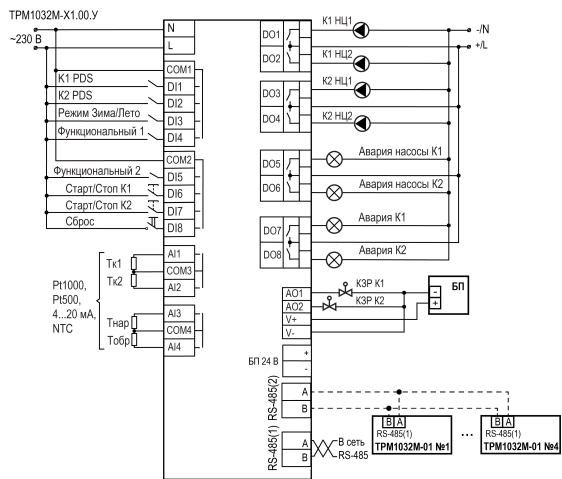 ТРМ1032М-Х1.00.У
~230 В
N
L
COM1
K1 PDS
DI1
K2 PDS
DI2
Режим Зима/Лето
DI3
Функциональный 1
DI4
COM2
Функциональный 2
DI5
Старт/Стоп К1
DI6
Старт/Стоп К2
DI7
Сброс
DI8
Pt1000,
Pt500,
4...20 мА,
NTC
Тк1
AI1
COM3
Тк2
AI2
Тнар
AI3
COM4
Тобр
AI4
DO1
К1 НЦ1
-/N
+/L
DO2
К1 НЦ2
DO3
К2 НЦ1
DO4
К2 НЦ2
DO5
Авария насосы К1
DO6
Авария насосы К2
DO7
Авария К1
DO8
Авария К2
AO1
КЗР К1
AO2
КЗР К2
V+
V-
БП
-
+
БП 24 В
+
-
RS-485(2)
A
B
RS-485(1)
A
B
В сеть
RS-485
B A
RS-485(1)
ТРМ1032М-01 №1
...
B A
RS-485(1)
ТРМ1032М-01 №4